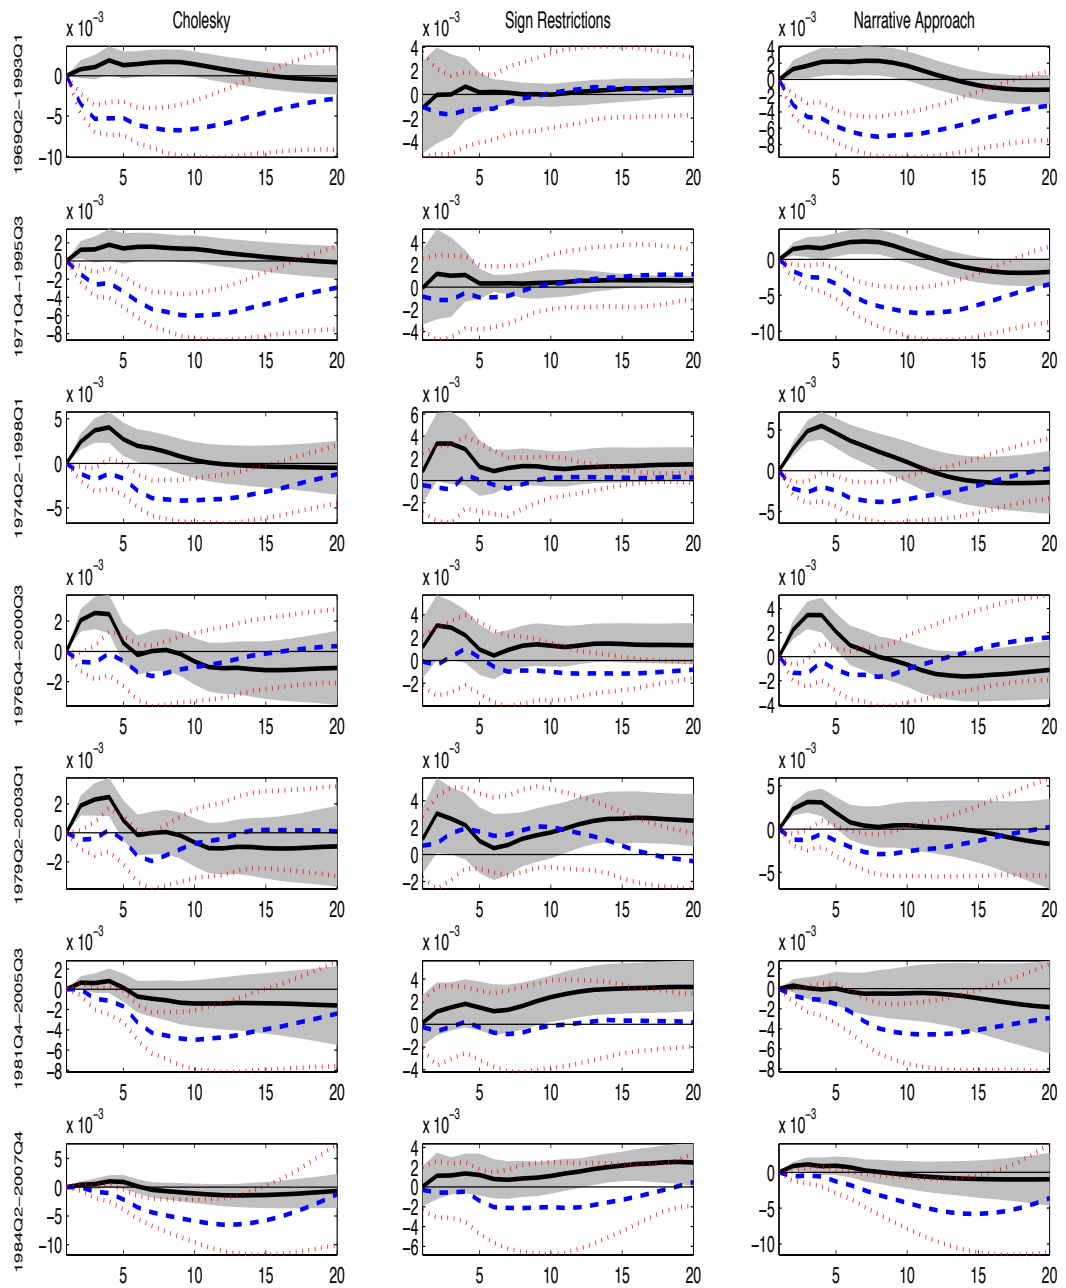 Cholesky Sign Restrictions Narrative Approach
1969Q2−1993Q1
x 10−3 x 10−3 x 10−3
0 −5 −10
4 2 0 −2 −4
4 2 0 −2 −4 −6 −8
5 10 15 20 5 10 15 20 5 10 15 20
1971Q4−1995Q3
x 10−3 x 10−3 x 10−3
2 0 −2 −4 −6 −8
4 2 0 −2 −4
0 −5 −10
5 10 15 20 5 10 15 20 5 10 15 20
1974Q2−1998Q1
x 10−3 x 10−3 x 10−3
5 0 −5
6 4 2 0 −2
5 0 −5
5 10 15 20 5 10 15 20 5 10 15 20
1976Q4−2000Q3
x 10−3 x 10−3 x 10−3
2 0 −2
4 2 0 −2
4 2 0 −2 −4
5 10 15 20 5 10 15 20 5 10 15 20
1979Q2−2003Q1
x 10−3 x 10−3 x 10−3
2 0 −2
4 2 0 −2
5 0 −5
5 10 15 20 5 10 15 20 5 10 15 20
1981Q4−2005Q3
x 10−3 x 10−3 x 10−3
2 0 −2 −4 −6 −8
4 2 0 −2 −4
2 0 −2 −4 −6 −8
5 10 15 20 5 10 15 20 5 10 15 20
1984Q2−2007Q4
x 10−3 x 10−3 x 10−3
5 0 −5 −10
4 2 0 −2 −4 −6
0 −5 −10
5 10 15 20 5 10 15 20 5 10 15 20